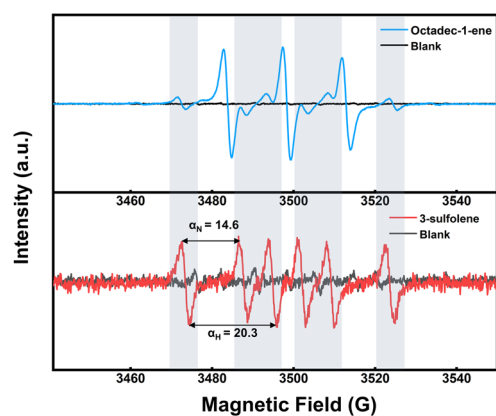 Octadec-1-ene
Blank
3460 3480 3500 3520 3540
3-sulfolene
Blank
αN = 14.6
αH = 20.3
3460 3480 3500 3520 3540
Magnetic Field (G)
Intensity (a.u.)